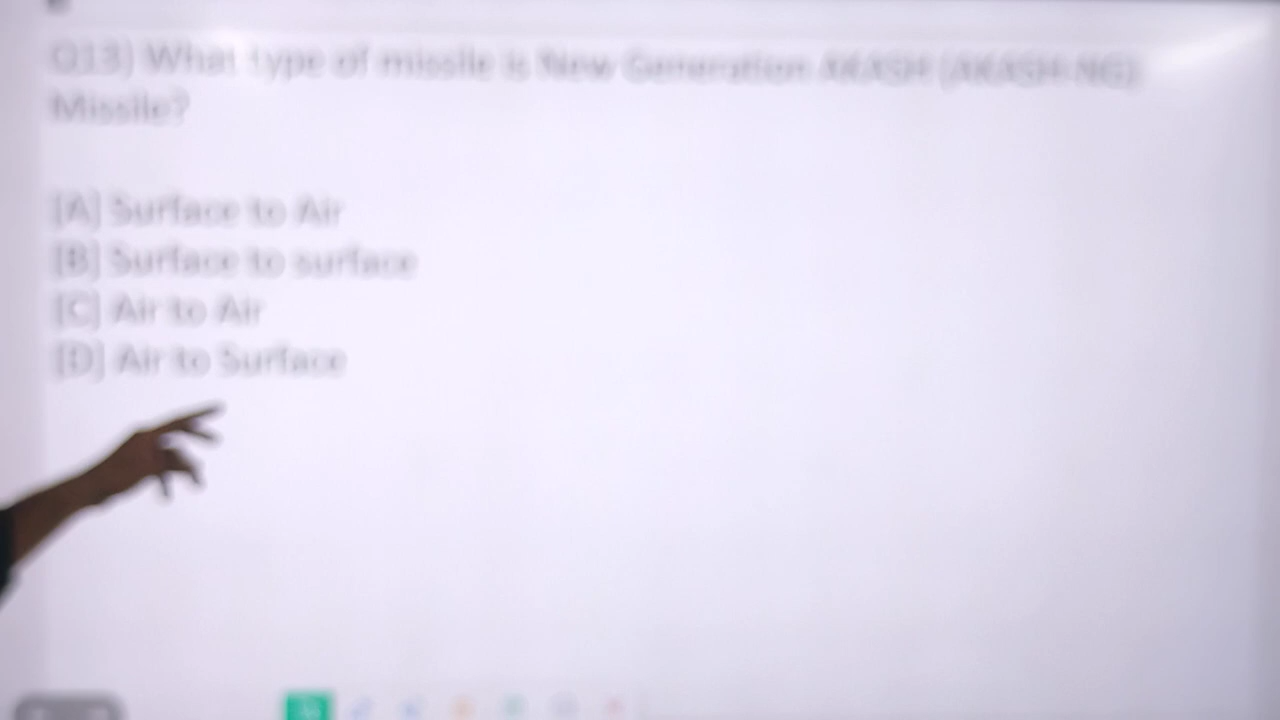 Q13) What type of missile is New Generation AKASH (AKASH-NG)
Missile?
[A] Surface to Air
[B] Surface to surface
[C] Air to Air
[D] Air to Surface